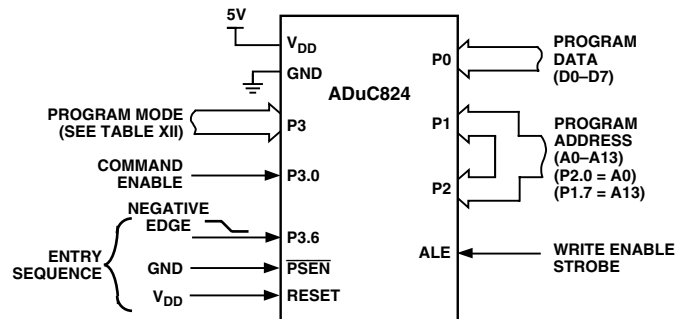 5V
VDD
GND
ADuC824
P0
PROGRAM
DATA
(D0–D7)
PROGRAM MODE
(SEE TABLE XII)
P3
P1
PROGRAM
ADDRESS
(A0–A13)
(P2.0 = A0)
(P1.7 = A13)
COMMAND
ENABLE
P3.0
P2
NEGATIVE
EDGE
P3.6
ENTRY
SEQUENCE
GND
PSEN
VDD
RESET
ALE
WRITE ENABLE
STROBE